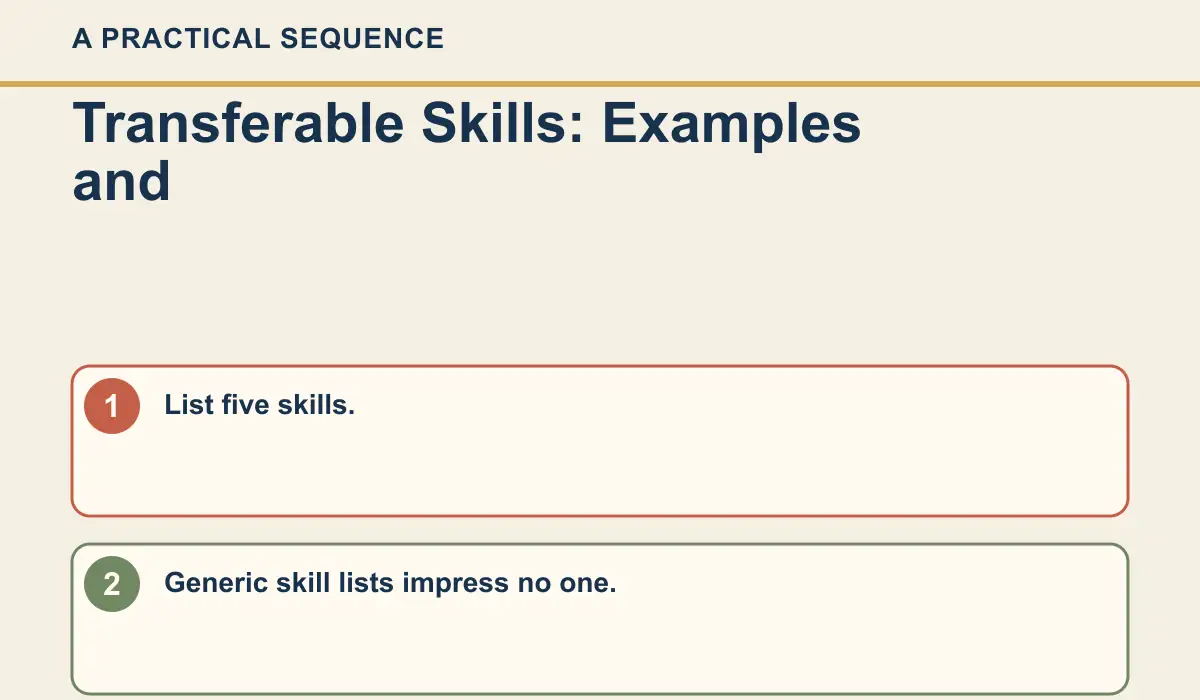 A PRACTICAL SEQUENCE
Transferable Skills: Examples
and
1 List five skills.
2 Generic skill lists impress no one.